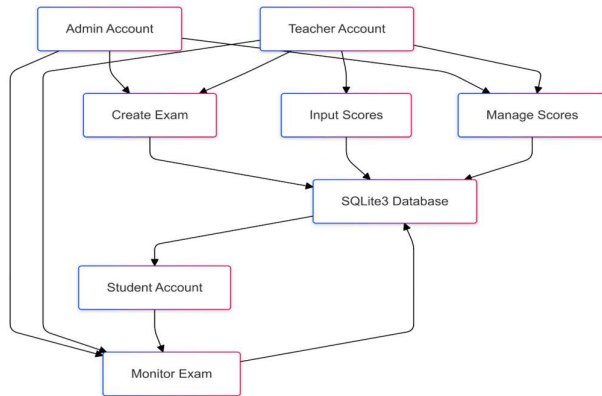 Admin Account
Teacher Account
Create Exam
Input Scores
Manage Scores
SQLite3 Database
Student Account
Monitor Exam